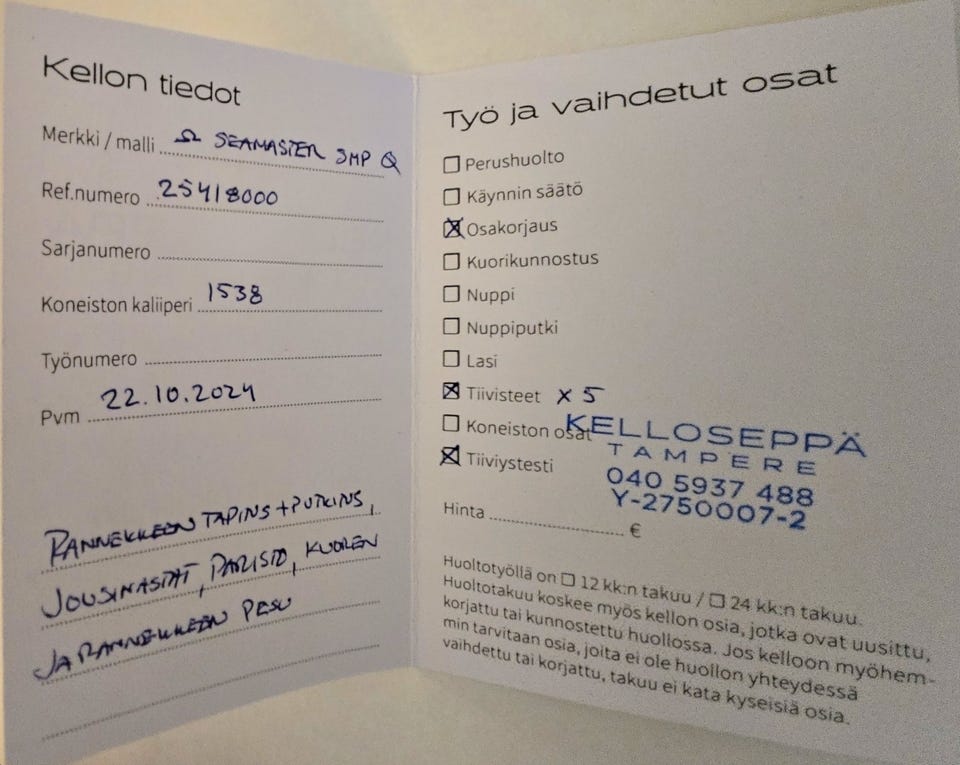 Kellon tiedot
Merkki / malli Ω SEAMASTER SMP Q
Ref.numero 25418000
Sarjanumero
Koneiston kaliiperi 1538
Työnumero
Pvm 22.10.2024
RANNEKKEEN TAPINS + PUTKINS,
JOUSINASTAT, PARISTO, KUOREN
JA RANNEKKEEN PESU
Työ ja vaihdetut osat
Perushuolto
Käynnin säätö
Osakorjaus
Kuorikunnostus
Nuppi
Nuppiputki
Lasi
Tiivisteet x 5
Koneiston osat
Tiiviystesti
KELLOSEPPÄ
TAMPERE
040 5937 488
Y-2750007-2
Hinta €
Huoltotyöllä on 12 kk:n takuu / 24 kk:n takuu.
Huoltotakuu koskee myös kellon osia, jotka ovat uusittu,
korjattu tai kunnostettu huollossa. Jos kelloon myöhem-
min tarvitaan osia, joita ei ole huollon yhteydessä
vaihdettu tai korjattu, takuu ei kata kyseisiä osia.